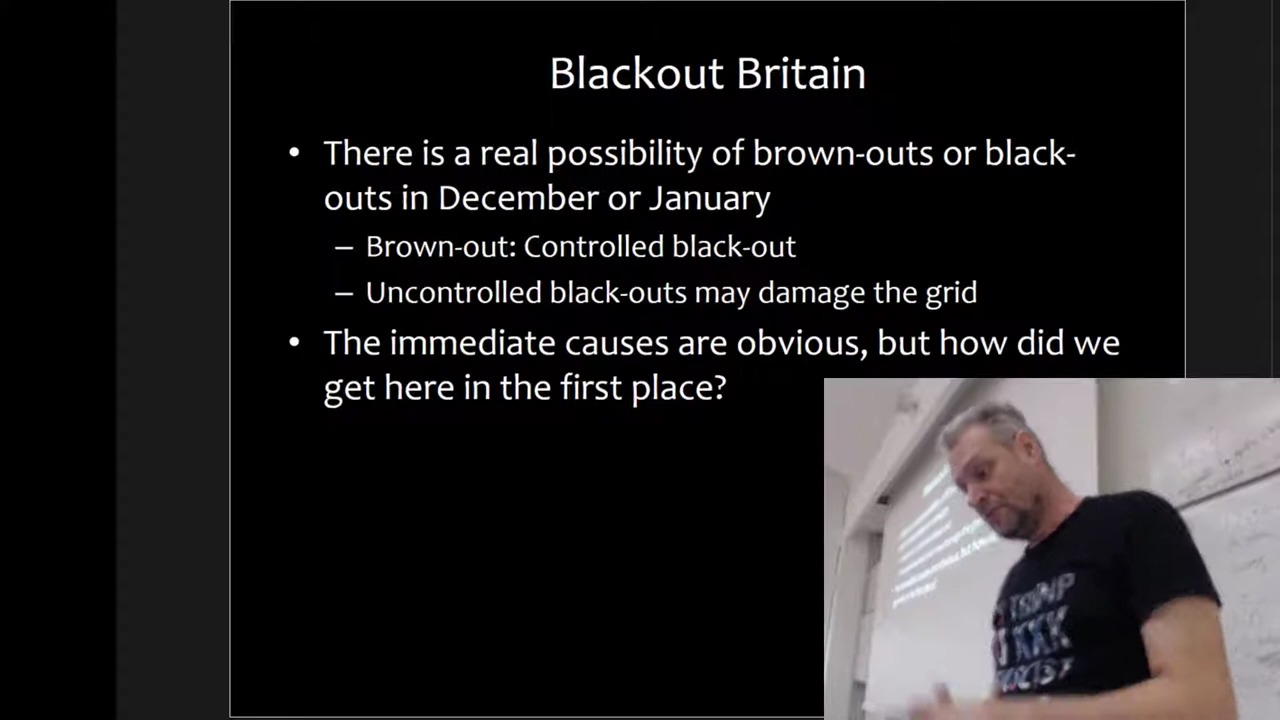 Blackout Britain
• There is a real possibility of brown-outs or black-
outs in December or January
– Brown-out: Controlled black-out
– Uncontrolled black-outs may damage the grid
• The immediate causes are obvious, but how did we
get here in the first place?
TRUMP
KKK